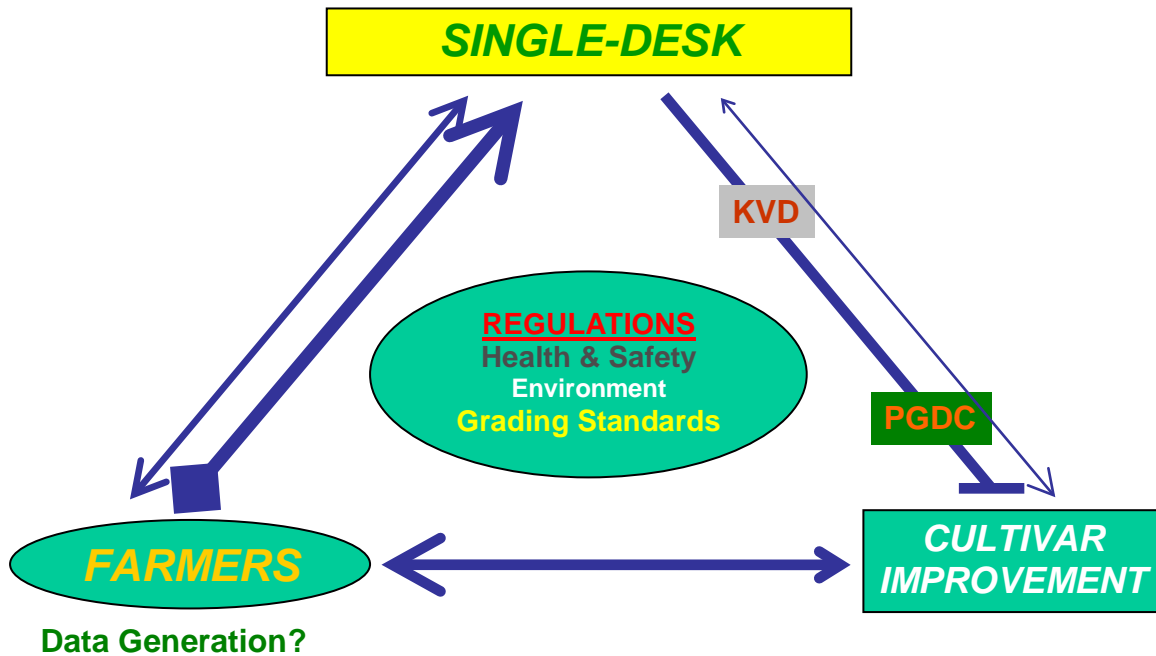 SINGLE-DESK
KVD
REGULATIONS
Health & Safety
Environment
Grading Standards
PGDC
FARMERS
CULTIVAR
IMPROVEMENT
Data Generation?